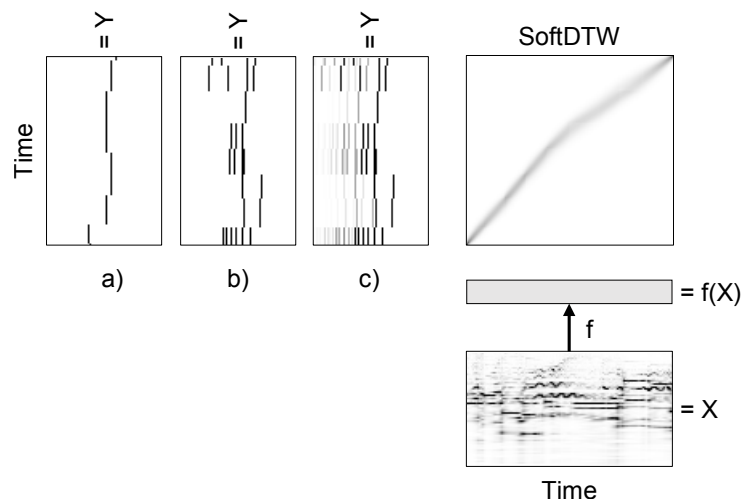 = Y
= Y
= Y
SoftDTW
Time
a)
b)
c)
= f(X)
f
= X
Time